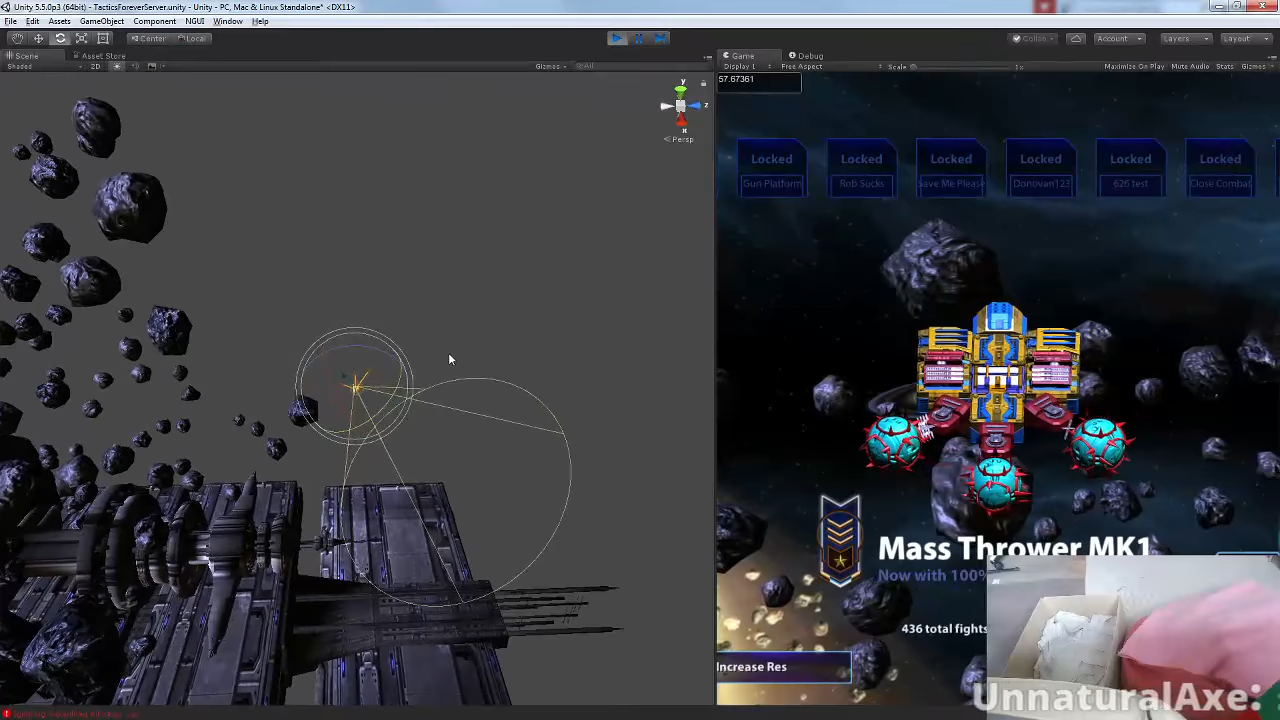 Unity 5.5.0p3 (64bit) - TacticsForeverServer.unity - Unity - PC, Mac & Linux Standalone* <DX11>
File Edit Assets GameObject Component NGUI Window Help
Center Local
Collab Account Layers Layout
Scene Asset Store
Game Debug
Shaded 2D Gizmos All
Display 1 Free Aspect Scale 1x Maximize On Play Mute Audio Stats Gizmos
57.67361
y
z
x
Persp
Locked Locked Locked Locked Locked Locked
Gun Platform Rob Sucks Save Me Please Donovan123 626 test Close Combat
Mass Thrower MK1
Now with 100%
436 total fights
Increase Res
UnnaturalAxe: